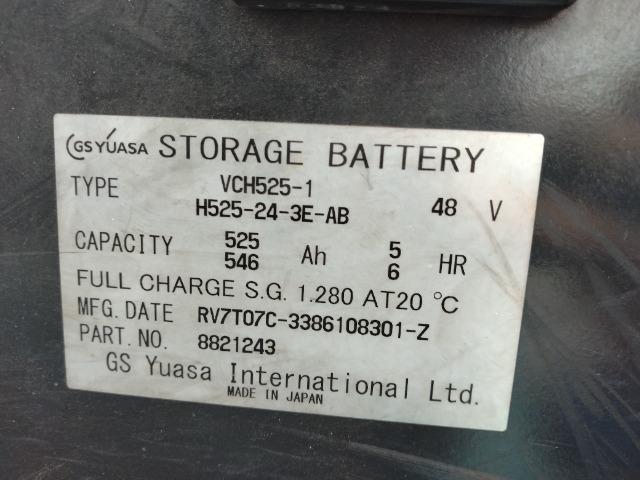 GS YUASA STORAGE BATTERY
TYPE VCH525-1
H525-24-3E-AB 48 V
CAPACITY 525 Ah 5 HR
546 6
FULL CHARGE S.G. 1.280 AT20 °C
MFG. DATE RV7T07C-3386108301-Z
PART. NO. 8821243
GS Yuasa International Ltd.
MADE IN JAPAN